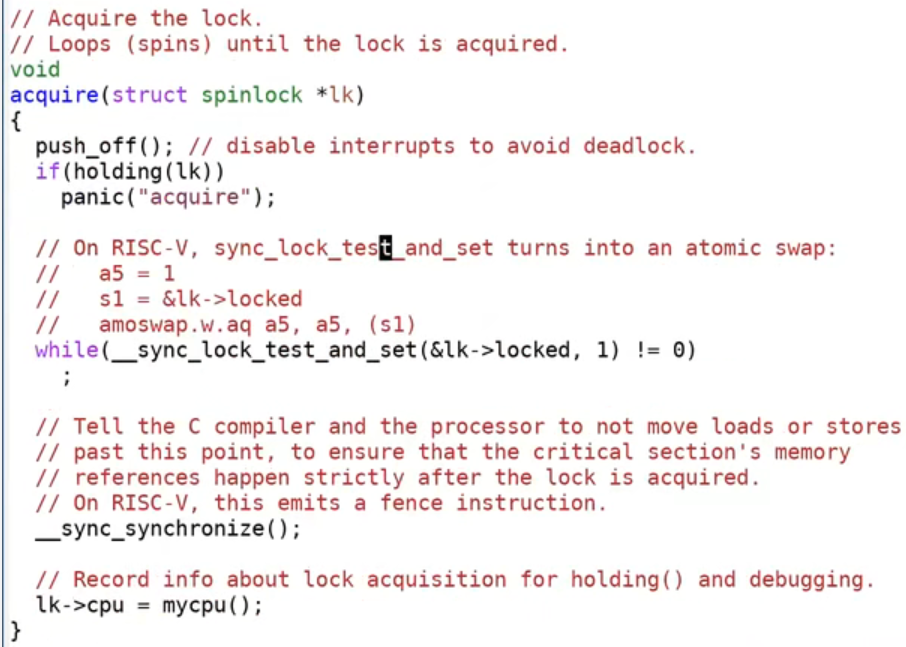 // Acquire the lock.
// Loops (spins) until the lock is acquired.
void
acquire(struct spinlock *lk)
{
  push_off(); // disable interrupts to avoid deadlock.
  if(holding(lk))
    panic("acquire");

  // On RISC-V, sync_lock_test_and_set turns into an atomic swap:
  //   a5 = 1
  //   s1 = &lk->locked
  //   amoswap.w.aq a5, a5, (s1)
  while(__sync_lock_test_and_set(&lk->locked, 1) != 0)
    ;

  // Tell the C compiler and the processor to not move loads or stores
  // past this point, to ensure that the critical section's memory
  // references happen strictly after the lock is acquired.
  // On RISC-V, this emits a fence instruction.
  __sync_synchronize();

  // Record info about lock acquisition for holding() and debugging.
  lk->cpu = mycpu();
}